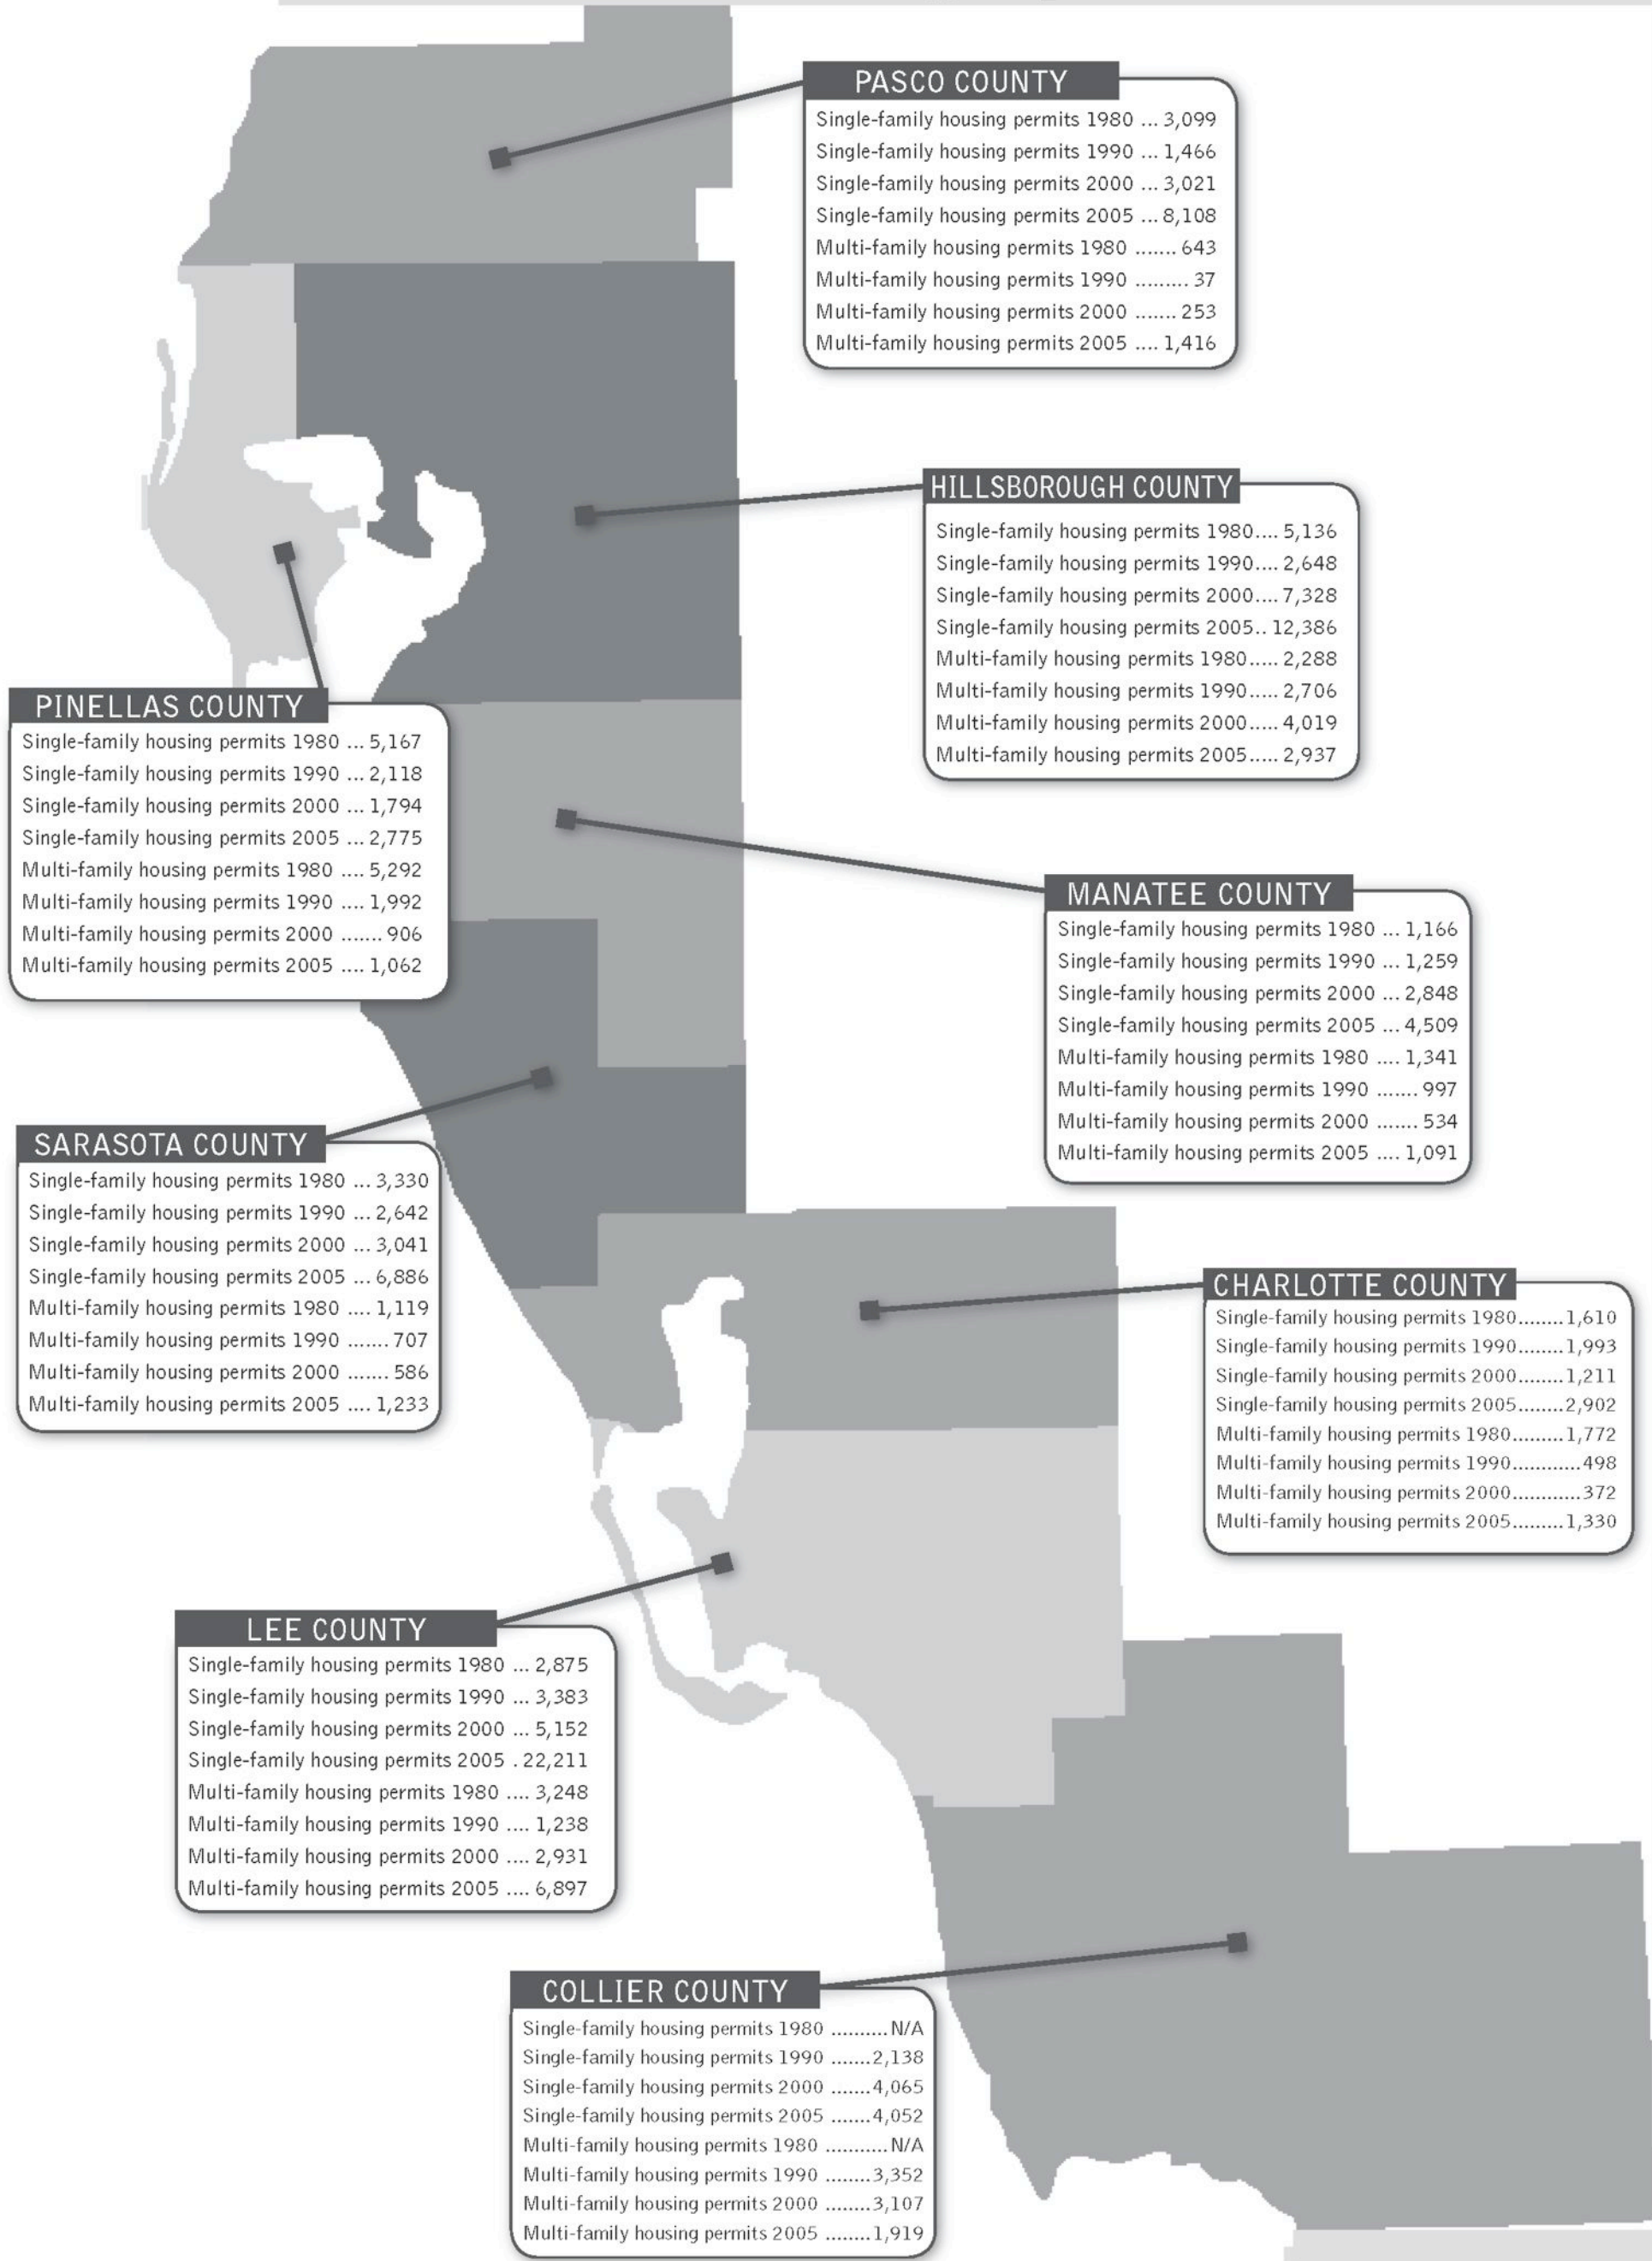 PASCO COUNTY
Single-family housing permits 1980 ... 3,099
Single-family housing permits 1990 ... 1,466
Single-family housing permits 2000 ... 3,021
Single-family housing permits 2005 ... 8,108
Multi-family housing permits 1980 ....... 643
Multi-family housing permits 1990 ......... 37
Multi-family housing permits 2000 ....... 253
Multi-family housing permits 2005 .... 1,416
HILLSBOROUGH COUNTY
Single-family housing permits 1980.... 5,136
Single-family housing permits 1990.... 2,648
Single-family housing permits 2000.... 7,328
Single-family housing permits 2005.. 12,386
Multi-family housing permits 1980..... 2,288
Multi-family housing permits 1990..... 2,706
Multi-family housing permits 2000..... 4,019
Multi-family housing permits 2005..... 2,937
PINELLAS COUNTY
Single-family housing permits 1980 ... 5,167
Single-family housing permits 1990 ... 2,118
Single-family housing permits 2000 ... 1,794
Single-family housing permits 2005 ... 2,775
Multi-family housing permits 1980 .... 5,292
Multi-family housing permits 1990 .... 1,992
Multi-family housing permits 2000 ....... 906
Multi-family housing permits 2005 .... 1,062
MANATEE COUNTY
Single-family housing permits 1980 ... 1,166
Single-family housing permits 1990 ... 1,259
Single-family housing permits 2000 ... 2,848
Single-family housing permits 2005 ... 4,509
Multi-family housing permits 1980 .... 1,341
Multi-family housing permits 1990 ....... 997
Multi-family housing permits 2000 ....... 534
Multi-family housing permits 2005 .... 1,091
SARASOTA COUNTY
Single-family housing permits 1980 ... 3,330
Single-family housing permits 1990 ... 2,642
Single-family housing permits 2000 ... 3,041
Single-family housing permits 2005 ... 6,886
Multi-family housing permits 1980 .... 1,119
Multi-family housing permits 1990 ....... 707
Multi-family housing permits 2000 ....... 586
Multi-family housing permits 2005 .... 1,233
CHARLOTTE COUNTY
Single-family housing permits 1980........1,610
Single-family housing permits 1990........1,993
Single-family housing permits 2000........1,211
Single-family housing permits 2005........2,902
Multi-family housing permits 1980.........1,772
Multi-family housing permits 1990............498
Multi-family housing permits 2000............372
Multi-family housing permits 2005.........1,330
LEE COUNTY
Single-family housing permits 1980 ... 2,875
Single-family housing permits 1990 ... 3,383
Single-family housing permits 2000 ... 5,152
Single-family housing permits 2005 . 22,211
Multi-family housing permits 1980 .... 3,248
Multi-family housing permits 1990 .... 1,238
Multi-family housing permits 2000 .... 2,931
Multi-family housing permits 2005 .... 6,897
COLLIER COUNTY
Single-family housing permits 1980 ..........N/A
Single-family housing permits 1990 .......2,138
Single-family housing permits 2000 .......4,065
Single-family housing permits 2005 .......4,052
Multi-family housing permits 1980 ...........N/A
Multi-family housing permits 1990 ........3,352
Multi-family housing permits 2000 ........3,107
Multi-family housing permits 2005 ........1,919